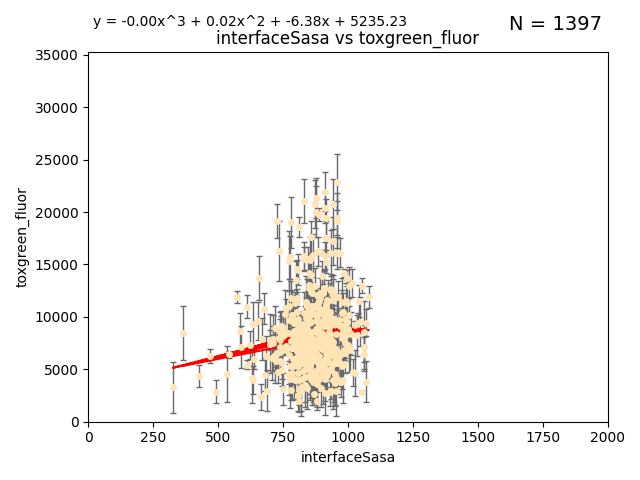 y = -0.00x^3 + 0.02x^2 + -6.38x + 5235.23
N = 1397
interfaceSasa vs toxgreen_fluor
35000
30000
25000
20000
15000
10000
5000
0
toxgreen_fluor
0 250 500 750 1000 1250 1500 1750 2000
interfaceSasa